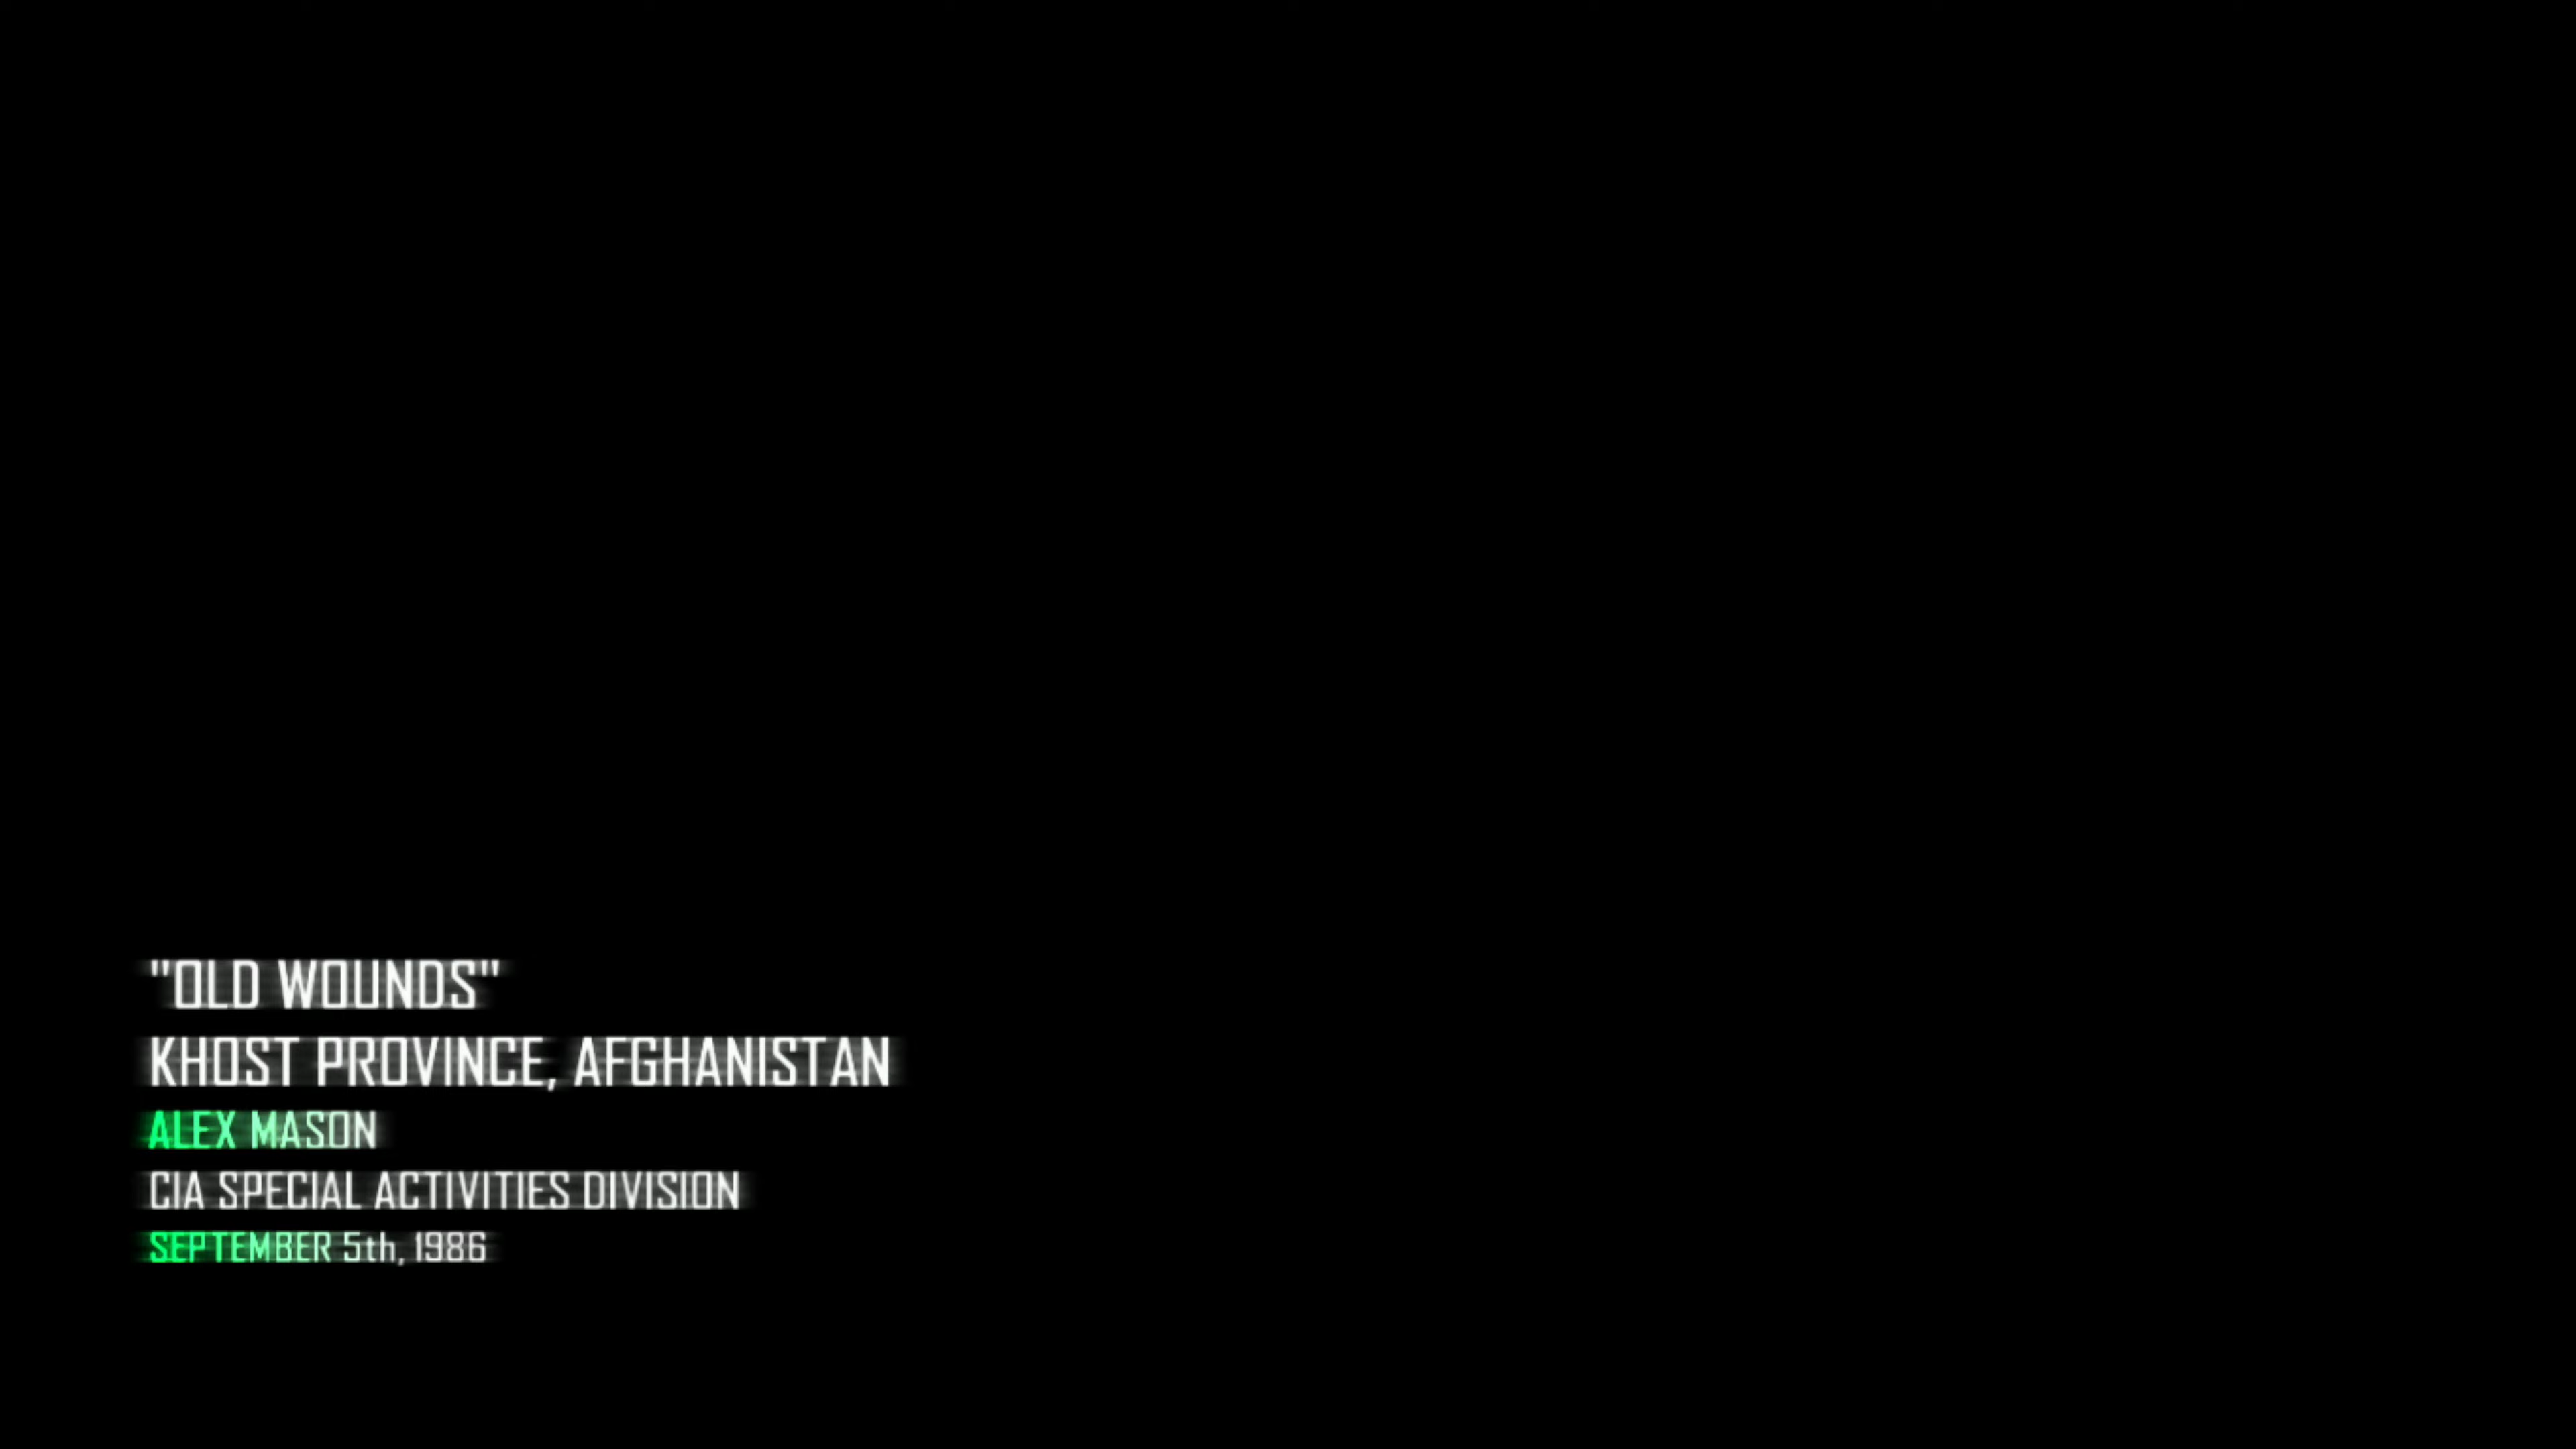 "OLD WOUNDS"
KHOST PROVINCE, AFGHANISTAN
ALEX MASON
CIA SPECIAL ACTIVITIES DIVISION
SEPTEMBER 5th, 1986